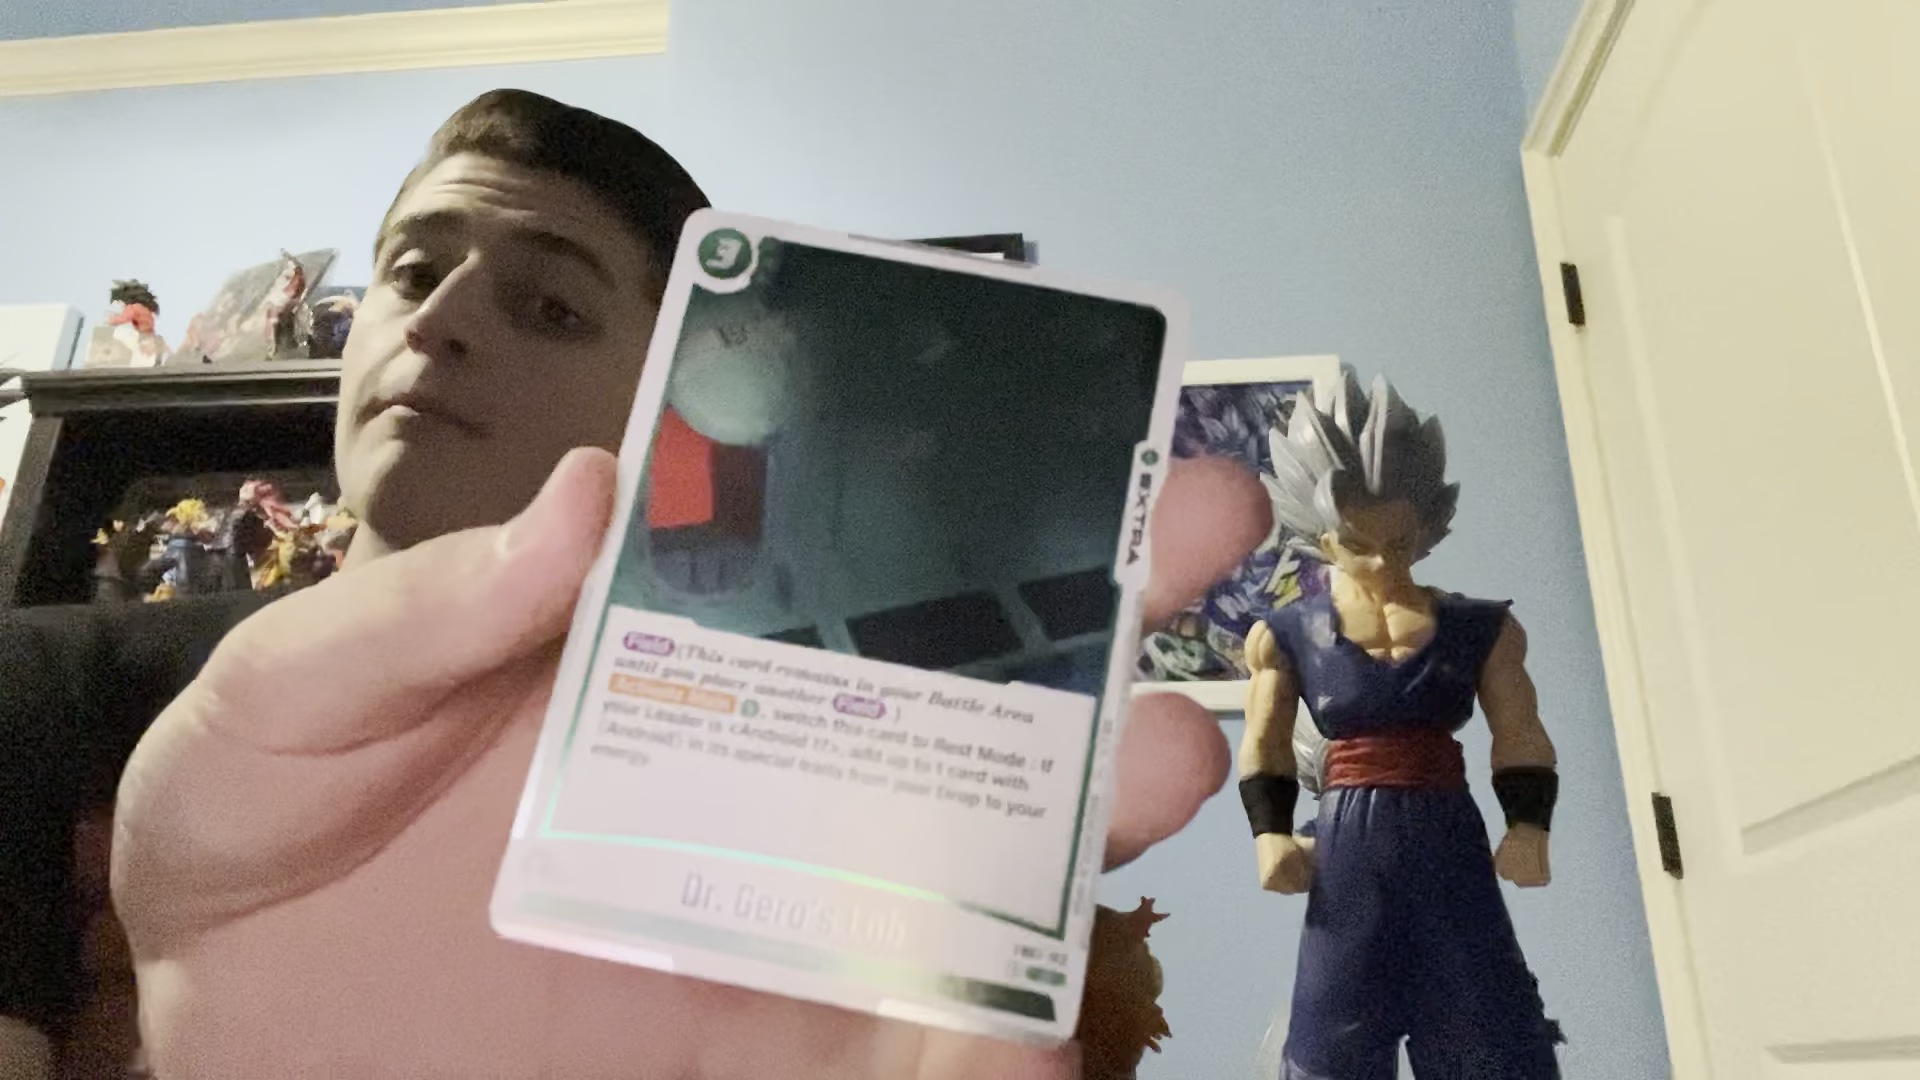 3
EXTRA
Field (This card remains in your Battle Area
until you place another Field.)
Activate Main 1, switch this card to Rest Mode : If
your Leader is <Android 17>, add up to 1 card with
{Android} in its special traits from your Drop to your
energy.
Dr. Gero's Lab